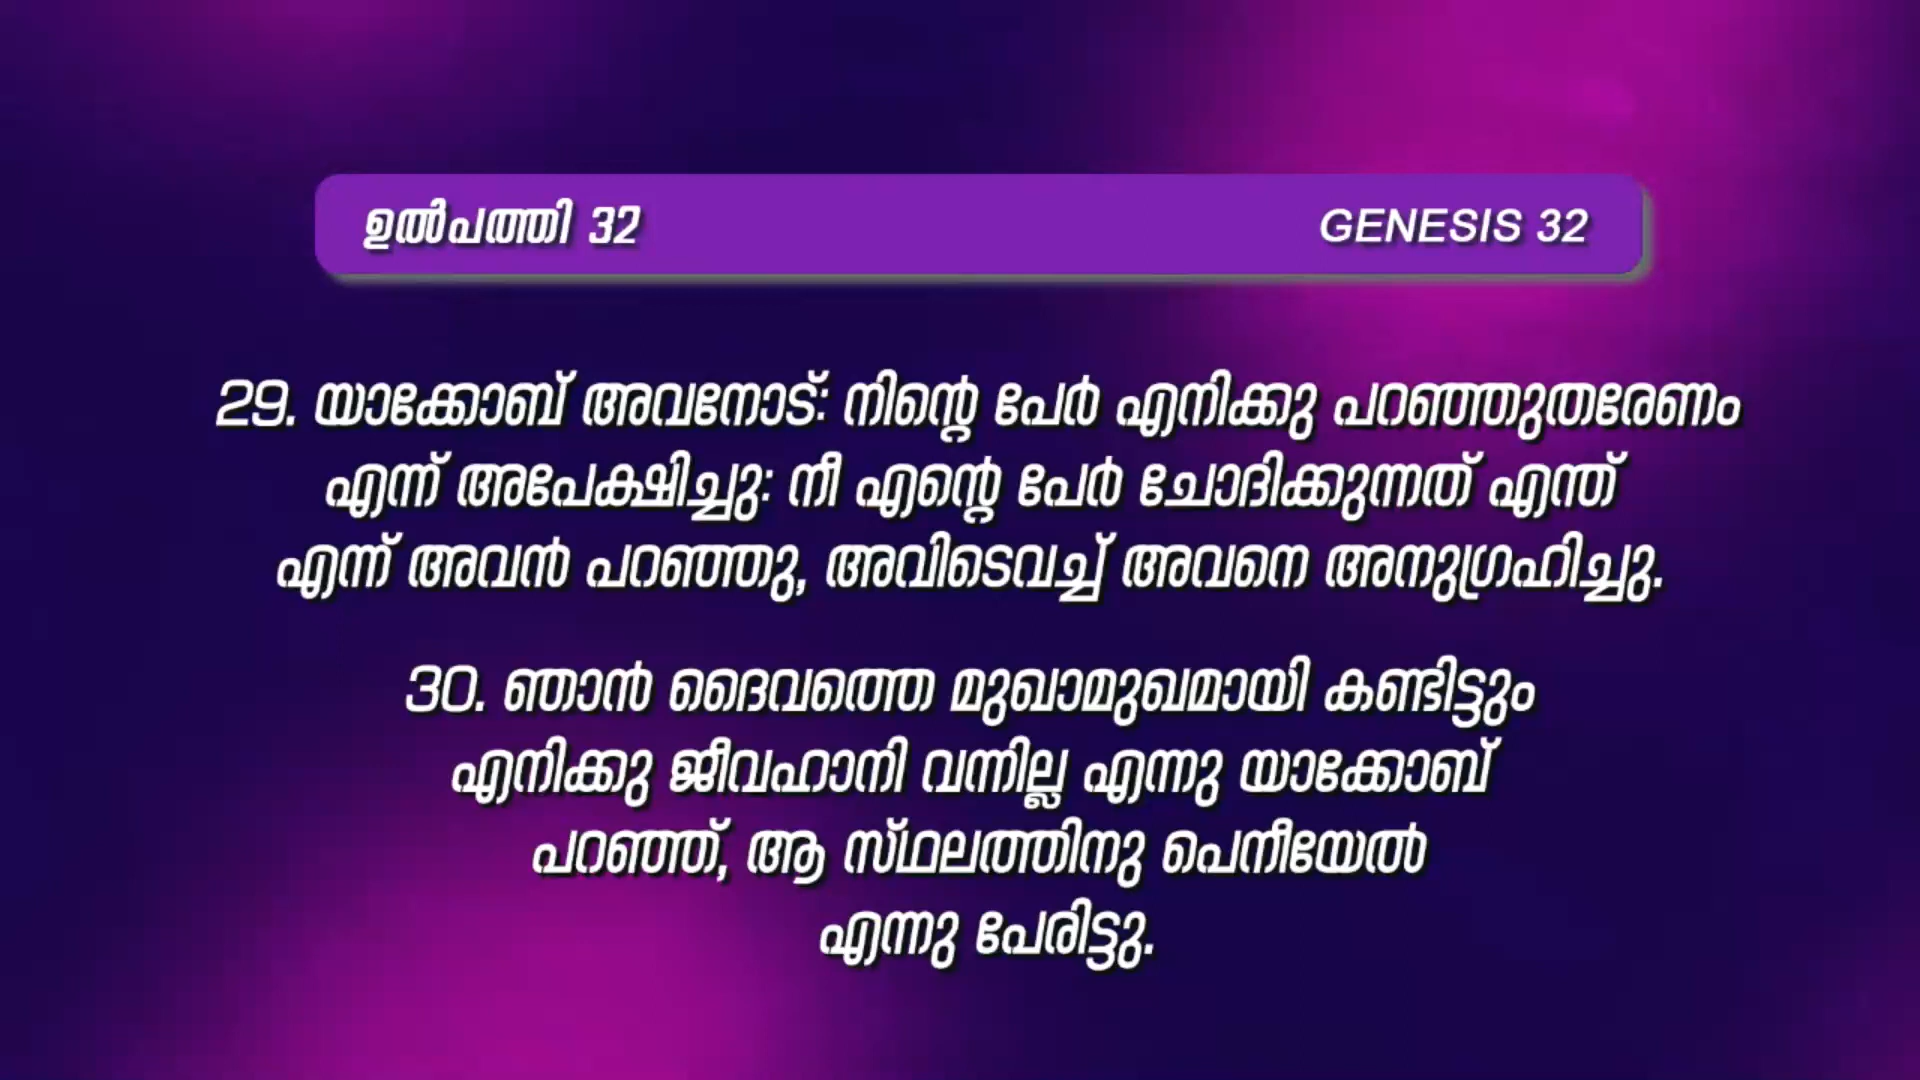 ഉൽപത്തി 32
GENESIS 32
29. യാക്കോബ് അവനോട്: നിന്റെ പേർ എനിക്കു പറഞ്ഞുതരേണം
എന്ന് അപേക്ഷിച്ചു: നീ എന്റെ പേർ ചോദിക്കുന്നത് എന്ത്
എന്ന് അവൻ പറഞ്ഞു, അവിടെവച്ച് അവനെ അനുഗ്രഹിച്ചു.
30. ഞാൻ ദൈവത്തെ മുഖാമുഖമായി കണ്ടിട്ടും
എനിക്കു ജീവഹാനി വന്നില്ല എന്നു യാക്കോബ്
പറഞ്ഞ്, ആ സ്ഥലത്തിനു പെനീയേൽ
എന്നു പേരിട്ടു.